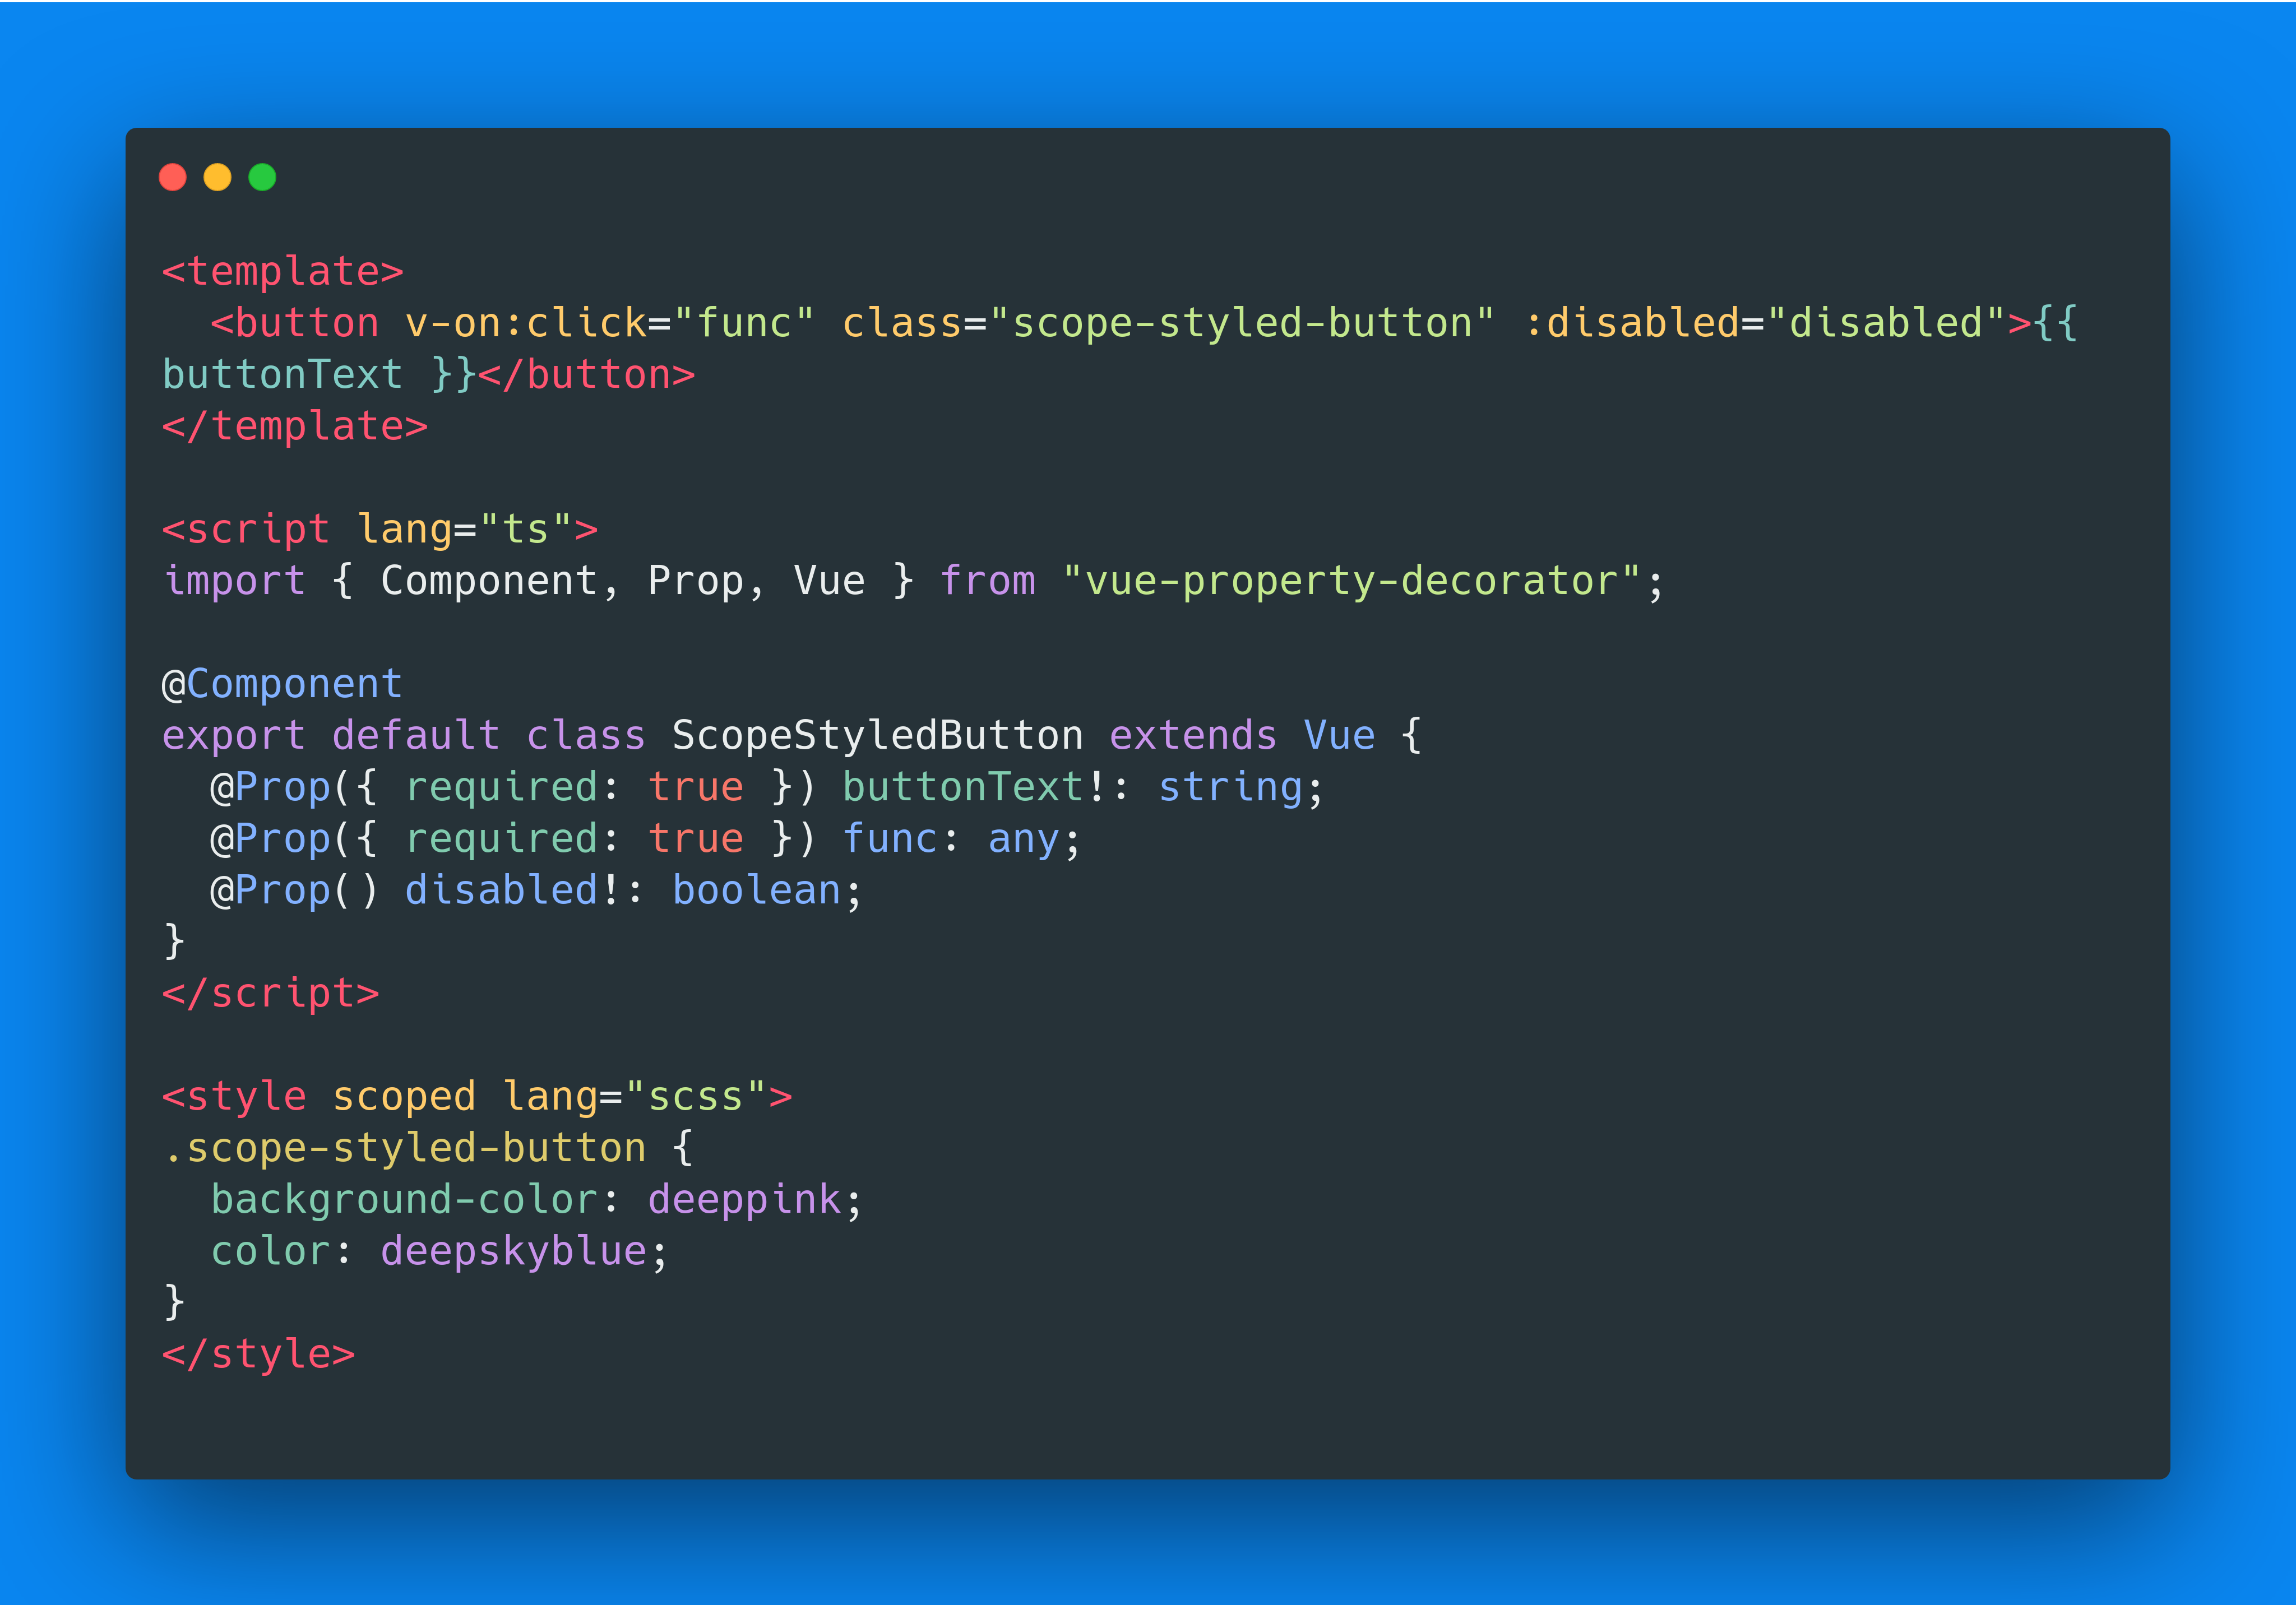 <template>
  <button v-on:click="func" class="scope-styled-button" :disabled="disabled">{{
buttonText }}</button>
</template>

<script lang="ts">
import { Component, Prop, Vue } from "vue-property-decorator";

@Component
export default class ScopeStyledButton extends Vue {
  @Prop({ required: true }) buttonText!: string;
  @Prop({ required: true }) func: any;
  @Prop() disabled!: boolean;
}
</script>

<style scoped lang="scss">
.scope-styled-button {
  background-color: deeppink;
  color: deepskyblue;
}
</style>